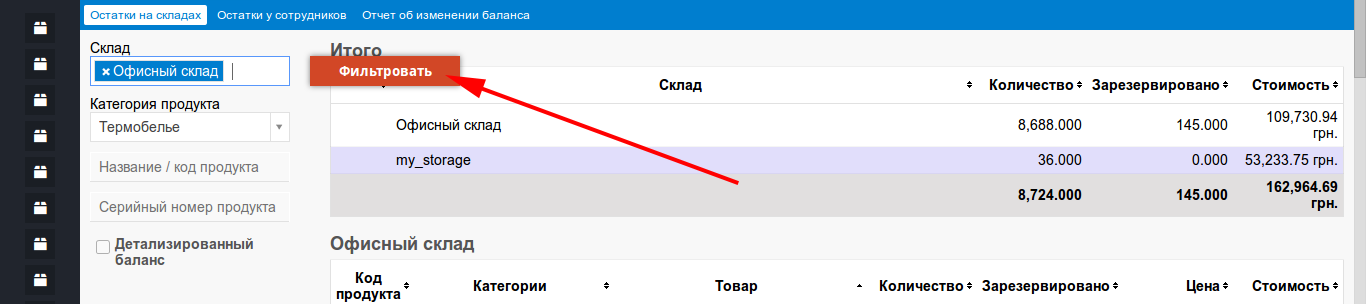 Остатки на складах Остатки у сотрудников Отчет об изменении баланса
Склад
Офисный склад
Категория продукта
Термобелье
Название / код продукта
Серийный номер продукта
Детализированный
баланс
Итого
Фильтровать
Склад Количество Зарезервировано Стоимость
Офисный склад 8,688.000 145.000 109,730.94
грн.
my_storage 36.000 0.000 53,233.75 грн.
8,724.000 145.000 162,964.69
грн.
Офисный склад
Код
продукта Категории Товар Количество Зарезервировано Цена Стоимость